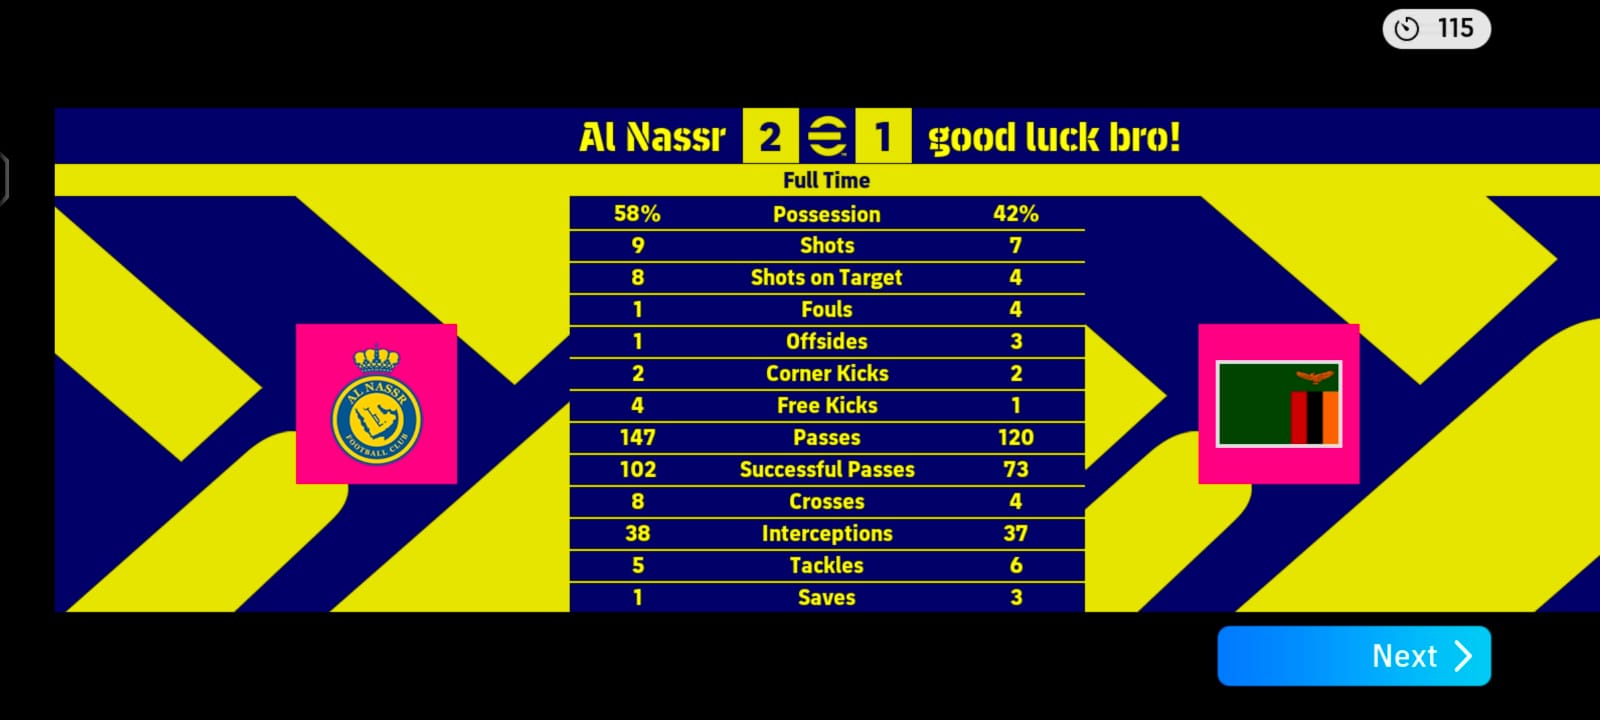 115
Al Nassr 2 1 good luck bro!
Full Time
58% Possession 42%
9 Shots 7
8 Shots on Target 4
1 Fouls 4
1 Offsides 3
2 Corner Kicks 2
4 Free Kicks 1
147 Passes 120
102 Successful Passes 73
8 Crosses 4
38 Interceptions 37
5 Tackles 6
1 Saves 3
AL NASSR
FOOTBALL CLUB
Next